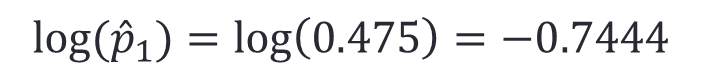 log(p̂₁) = log(0.475) = −0.7444